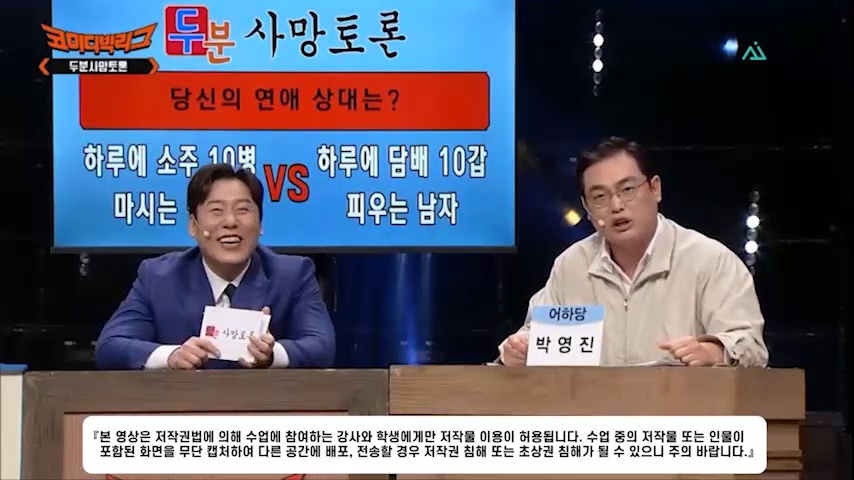 코미디빅리그
두분사망토론
두분 사망토론
당신의 연애 상대는?
하루에 소주 10병
마시는
VS
하루에 담배 10갑
피우는 남자
두분 사망토론
어하당
박영진
『본 영상은 저작권법에 의해 수업에 참여하는 강사와 학생에게만 저작물 이용이 허용됩니다. 수업 중의 저작물 또는 인물이
포함된 화면을 무단 캡처하여 다른 공간에 배포, 전송할 경우 저작권 침해 또는 초상권 침해가 될 수 있으니 주의 바랍니다.』